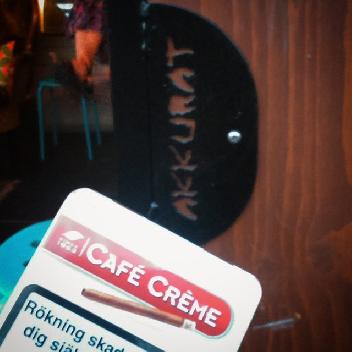 AKKURAT
CAFÉ CRÈME
Rökning skad
dig själ